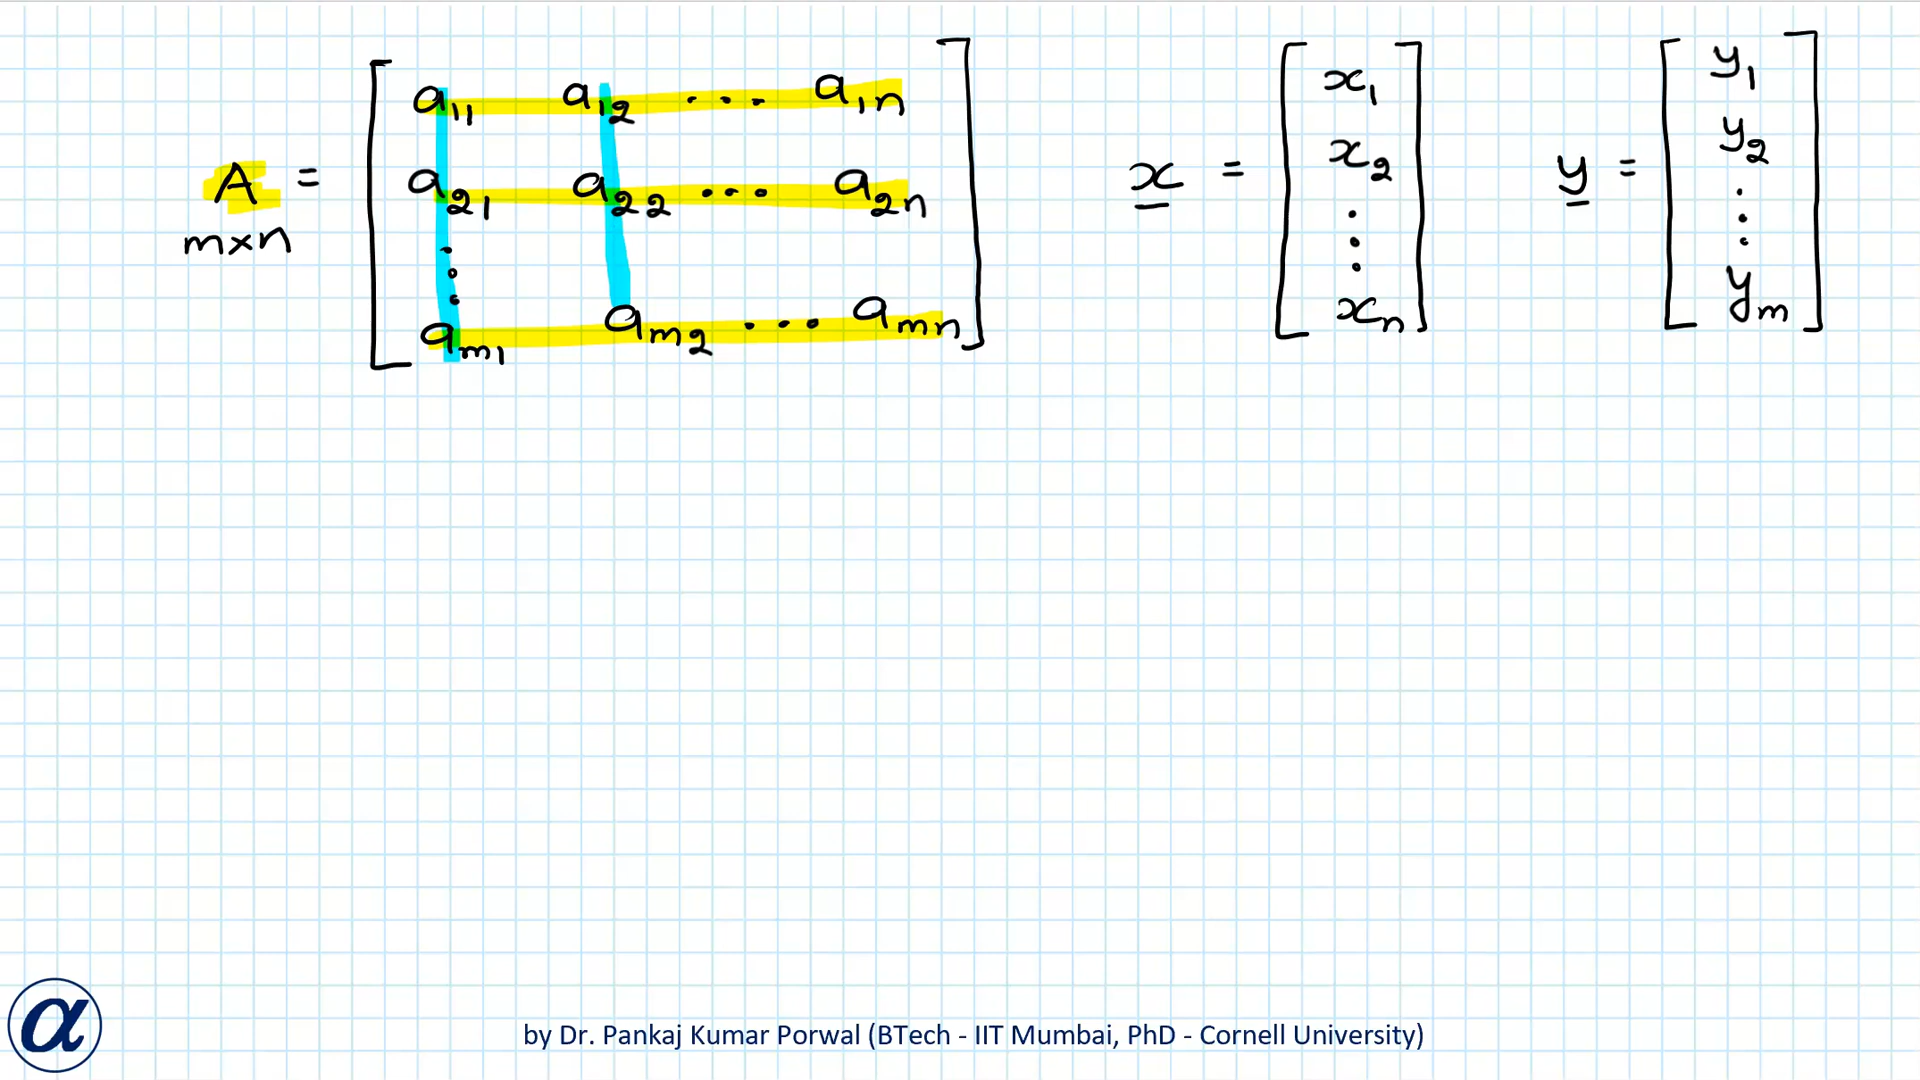 A = [ a₁₁ a₁₂ ... a₁ₙ
a₂₁ a₂₂ ... a₂ₙ
⋮
aₘ₁ aₘ₂ ... aₘₙ ]
m×n
x = [ x₁
x₂
⋮
xₙ ]
y = [ y₁
y₂
⋮
yₘ ]
α
by Dr. Pankaj Kumar Porwal (BTech - IIT Mumbai, PhD - Cornell University)